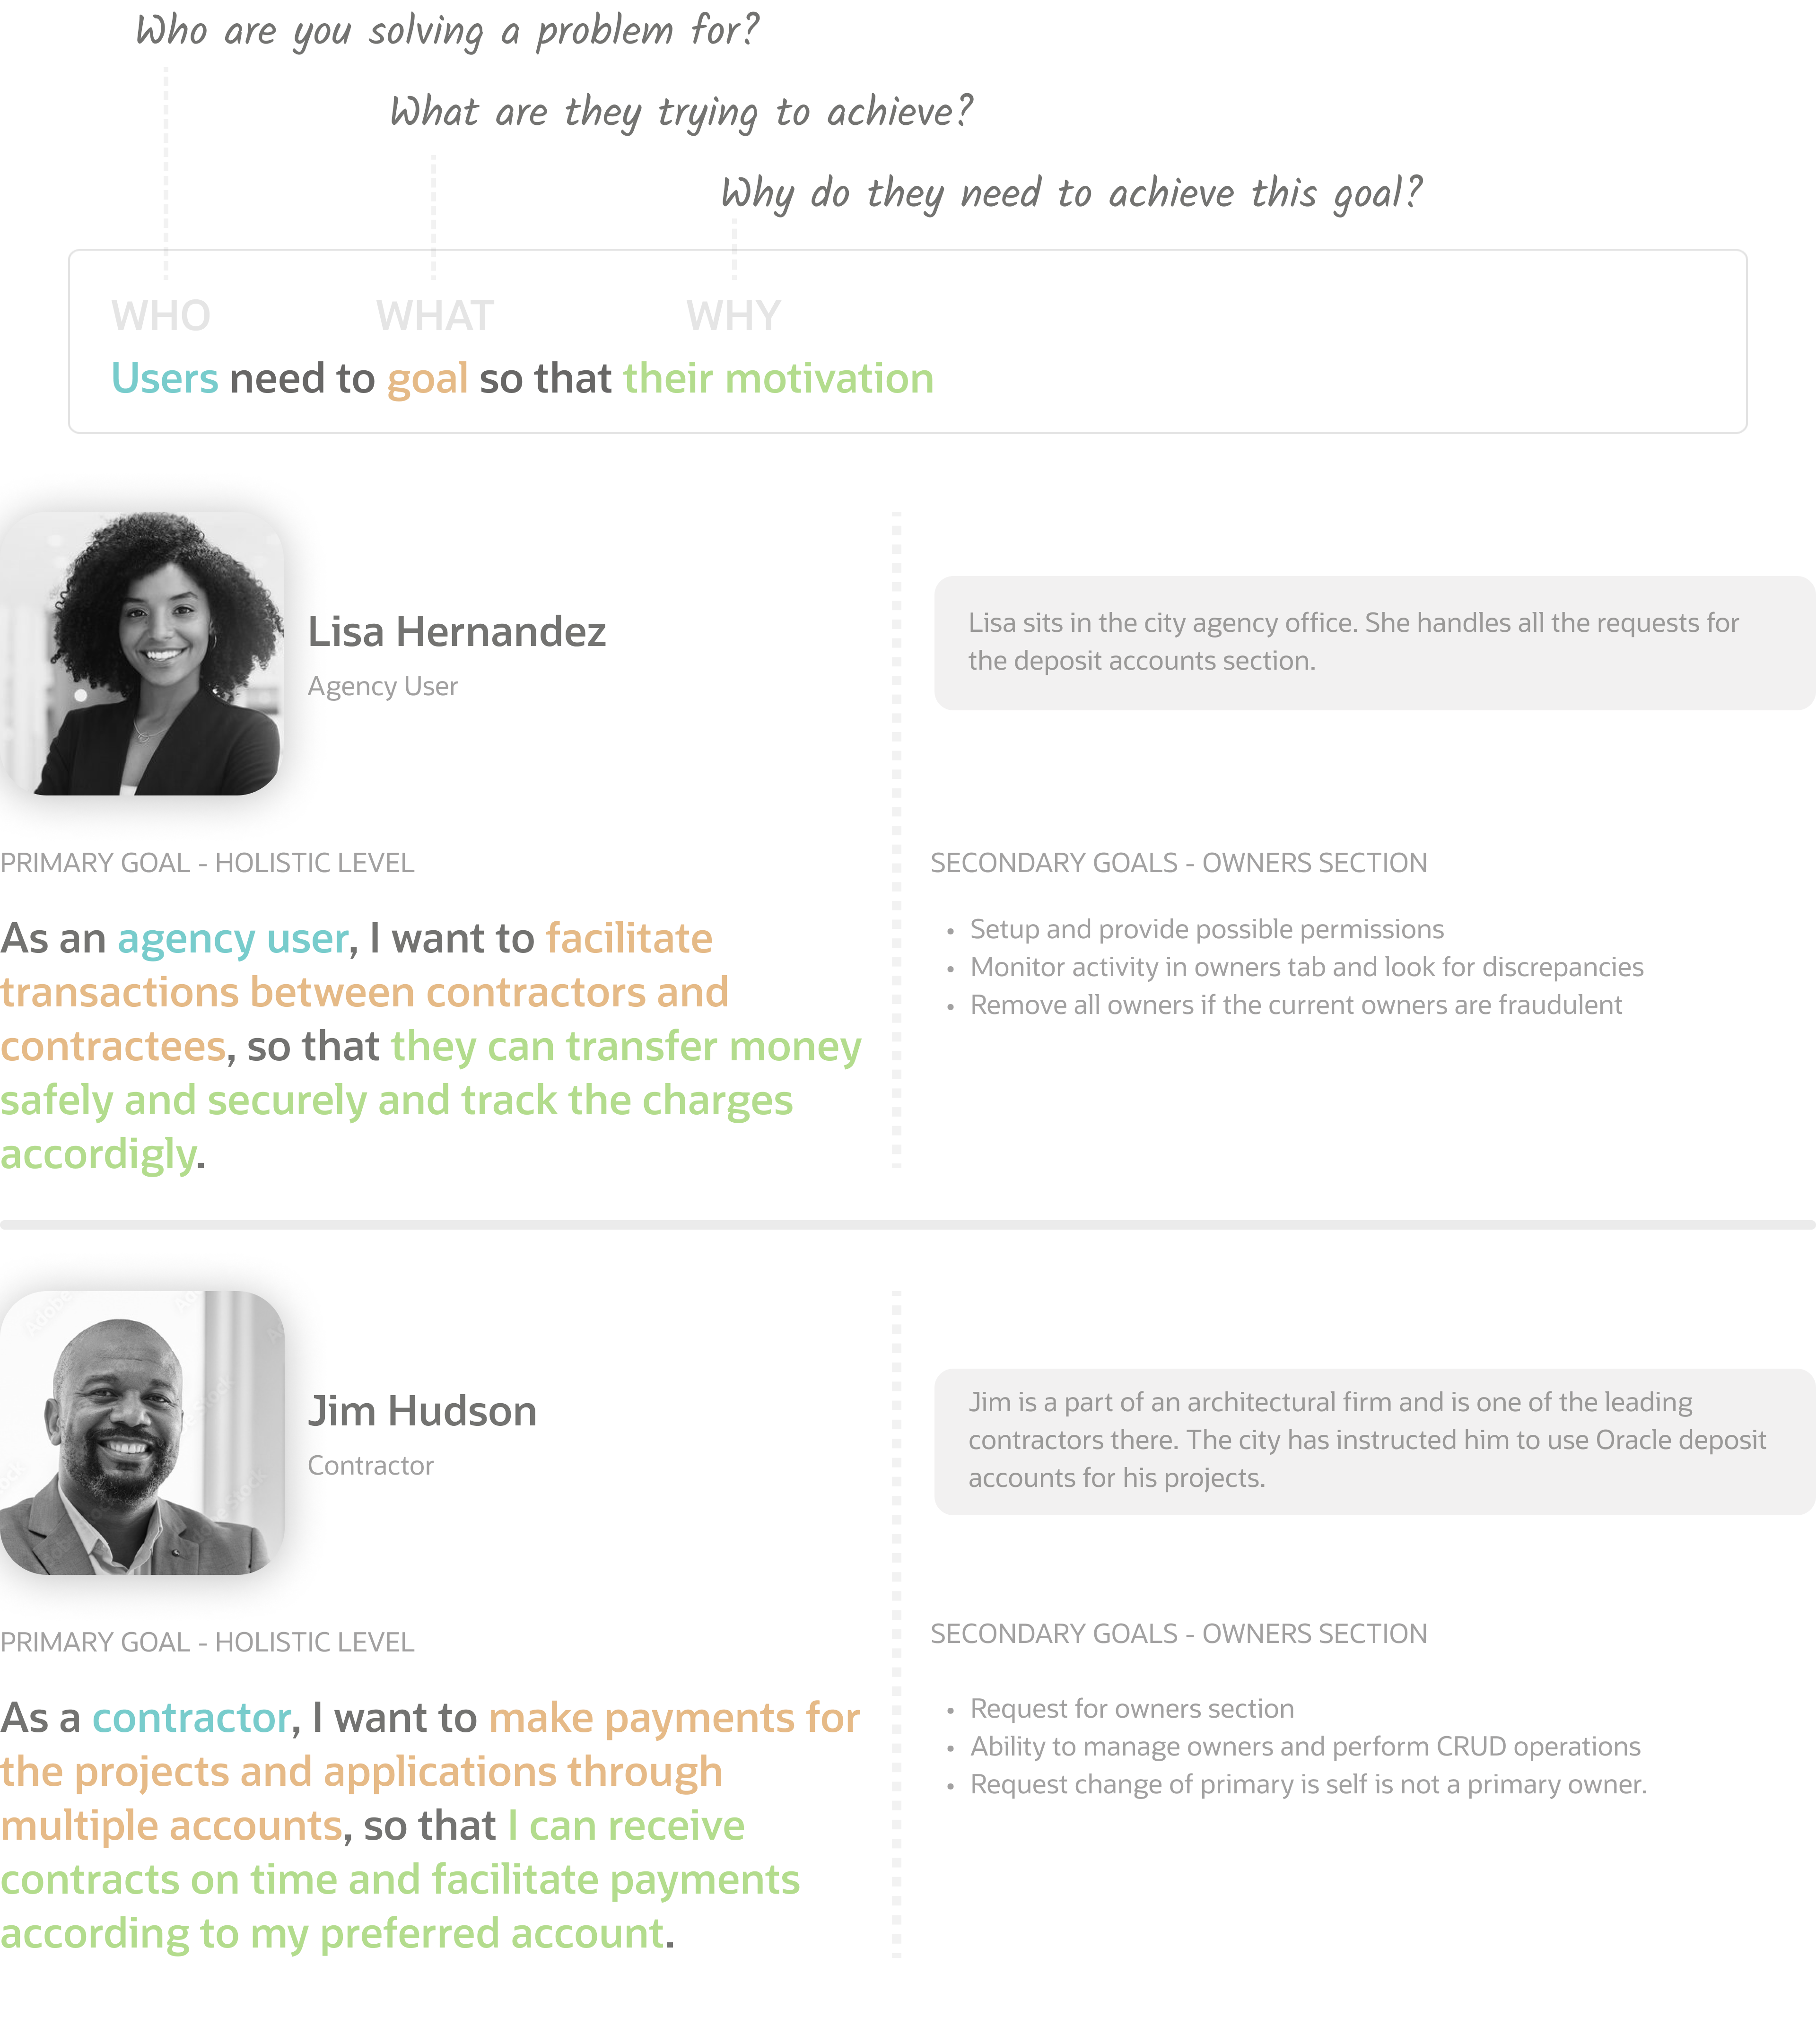 Who are you solving a problem for?
What are they trying to achieve?
Why do they need to achieve this goal?
WHO WHAT WHY
Users need to goal so that their motivation
Lisa Hernandez
Agency User
Lisa sits in the city agency office. She handles all the requests for
the deposit accounts section.
PRIMARY GOAL - HOLISTIC LEVEL
As an agency user, I want to facilitate
transactions between contractors and
contractees, so that they can transfer money
safely and securely and track the charges
accordigly.
SECONDARY GOALS - OWNERS SECTION
• Setup and provide possible permissions
• Monitor activity in owners tab and look for discrepancies
• Remove all owners if the current owners are fraudulent
Jim Hudson
Contractor
Jim is a part of an architectural firm and is one of the leading
contractors there. The city has instructed him to use Oracle deposit
accounts for his projects.
PRIMARY GOAL - HOLISTIC LEVEL
As a contractor, I want to make payments for
the projects and applications through
multiple accounts, so that I can receive
contracts on time and facilitate payments
according to my preferred account.
SECONDARY GOALS - OWNERS SECTION
• Request for owners section
• Ability to manage owners and perform CRUD operations
• Request change of primary is self is not a primary owner.